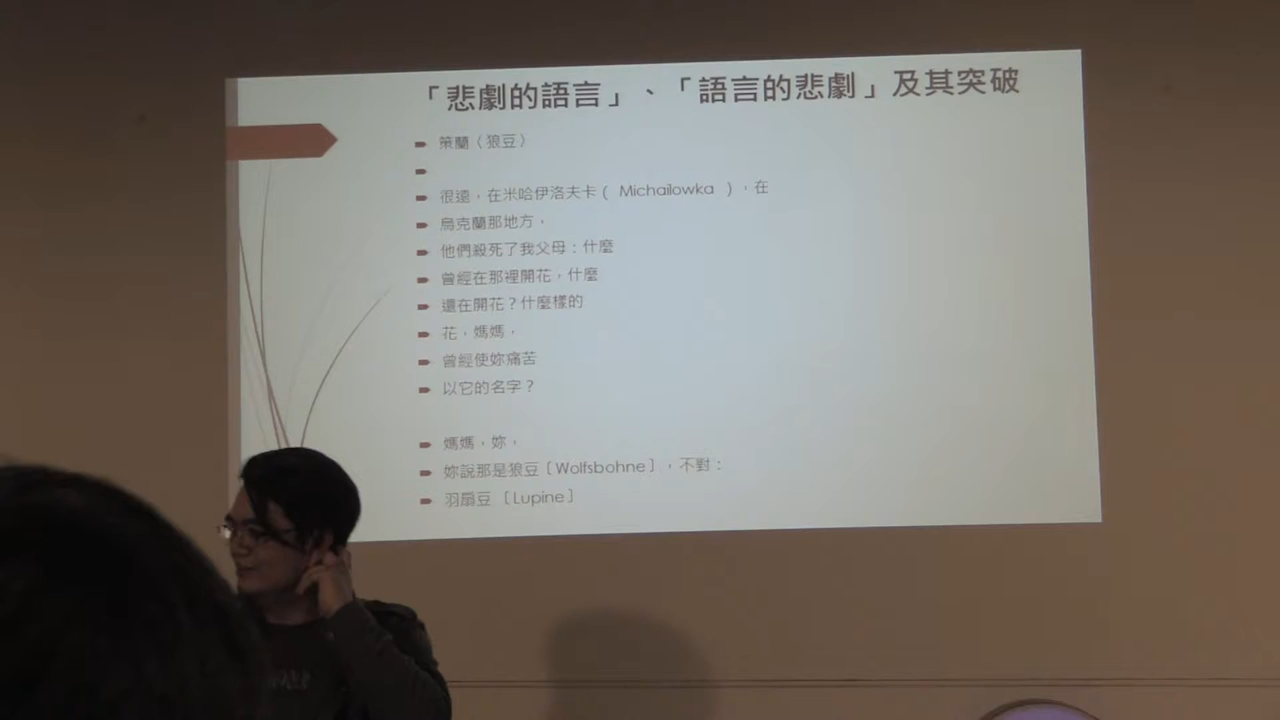 「悲劇的語言」、「語言的悲劇」及其突破
策蘭〈狼豆〉
很遠，在米哈伊洛夫卡( Michailowka )，在
烏克蘭那地方，
他們殺死了我父母：什麼
曾經在那裡開花，什麼
還在開花？什麼樣的
花，媽媽，
曾經使妳痛苦
以它的名字？
媽媽，妳，
妳說那是狼豆〔Wolfsbohne〕，不對：
羽扇豆〔Lupine〕